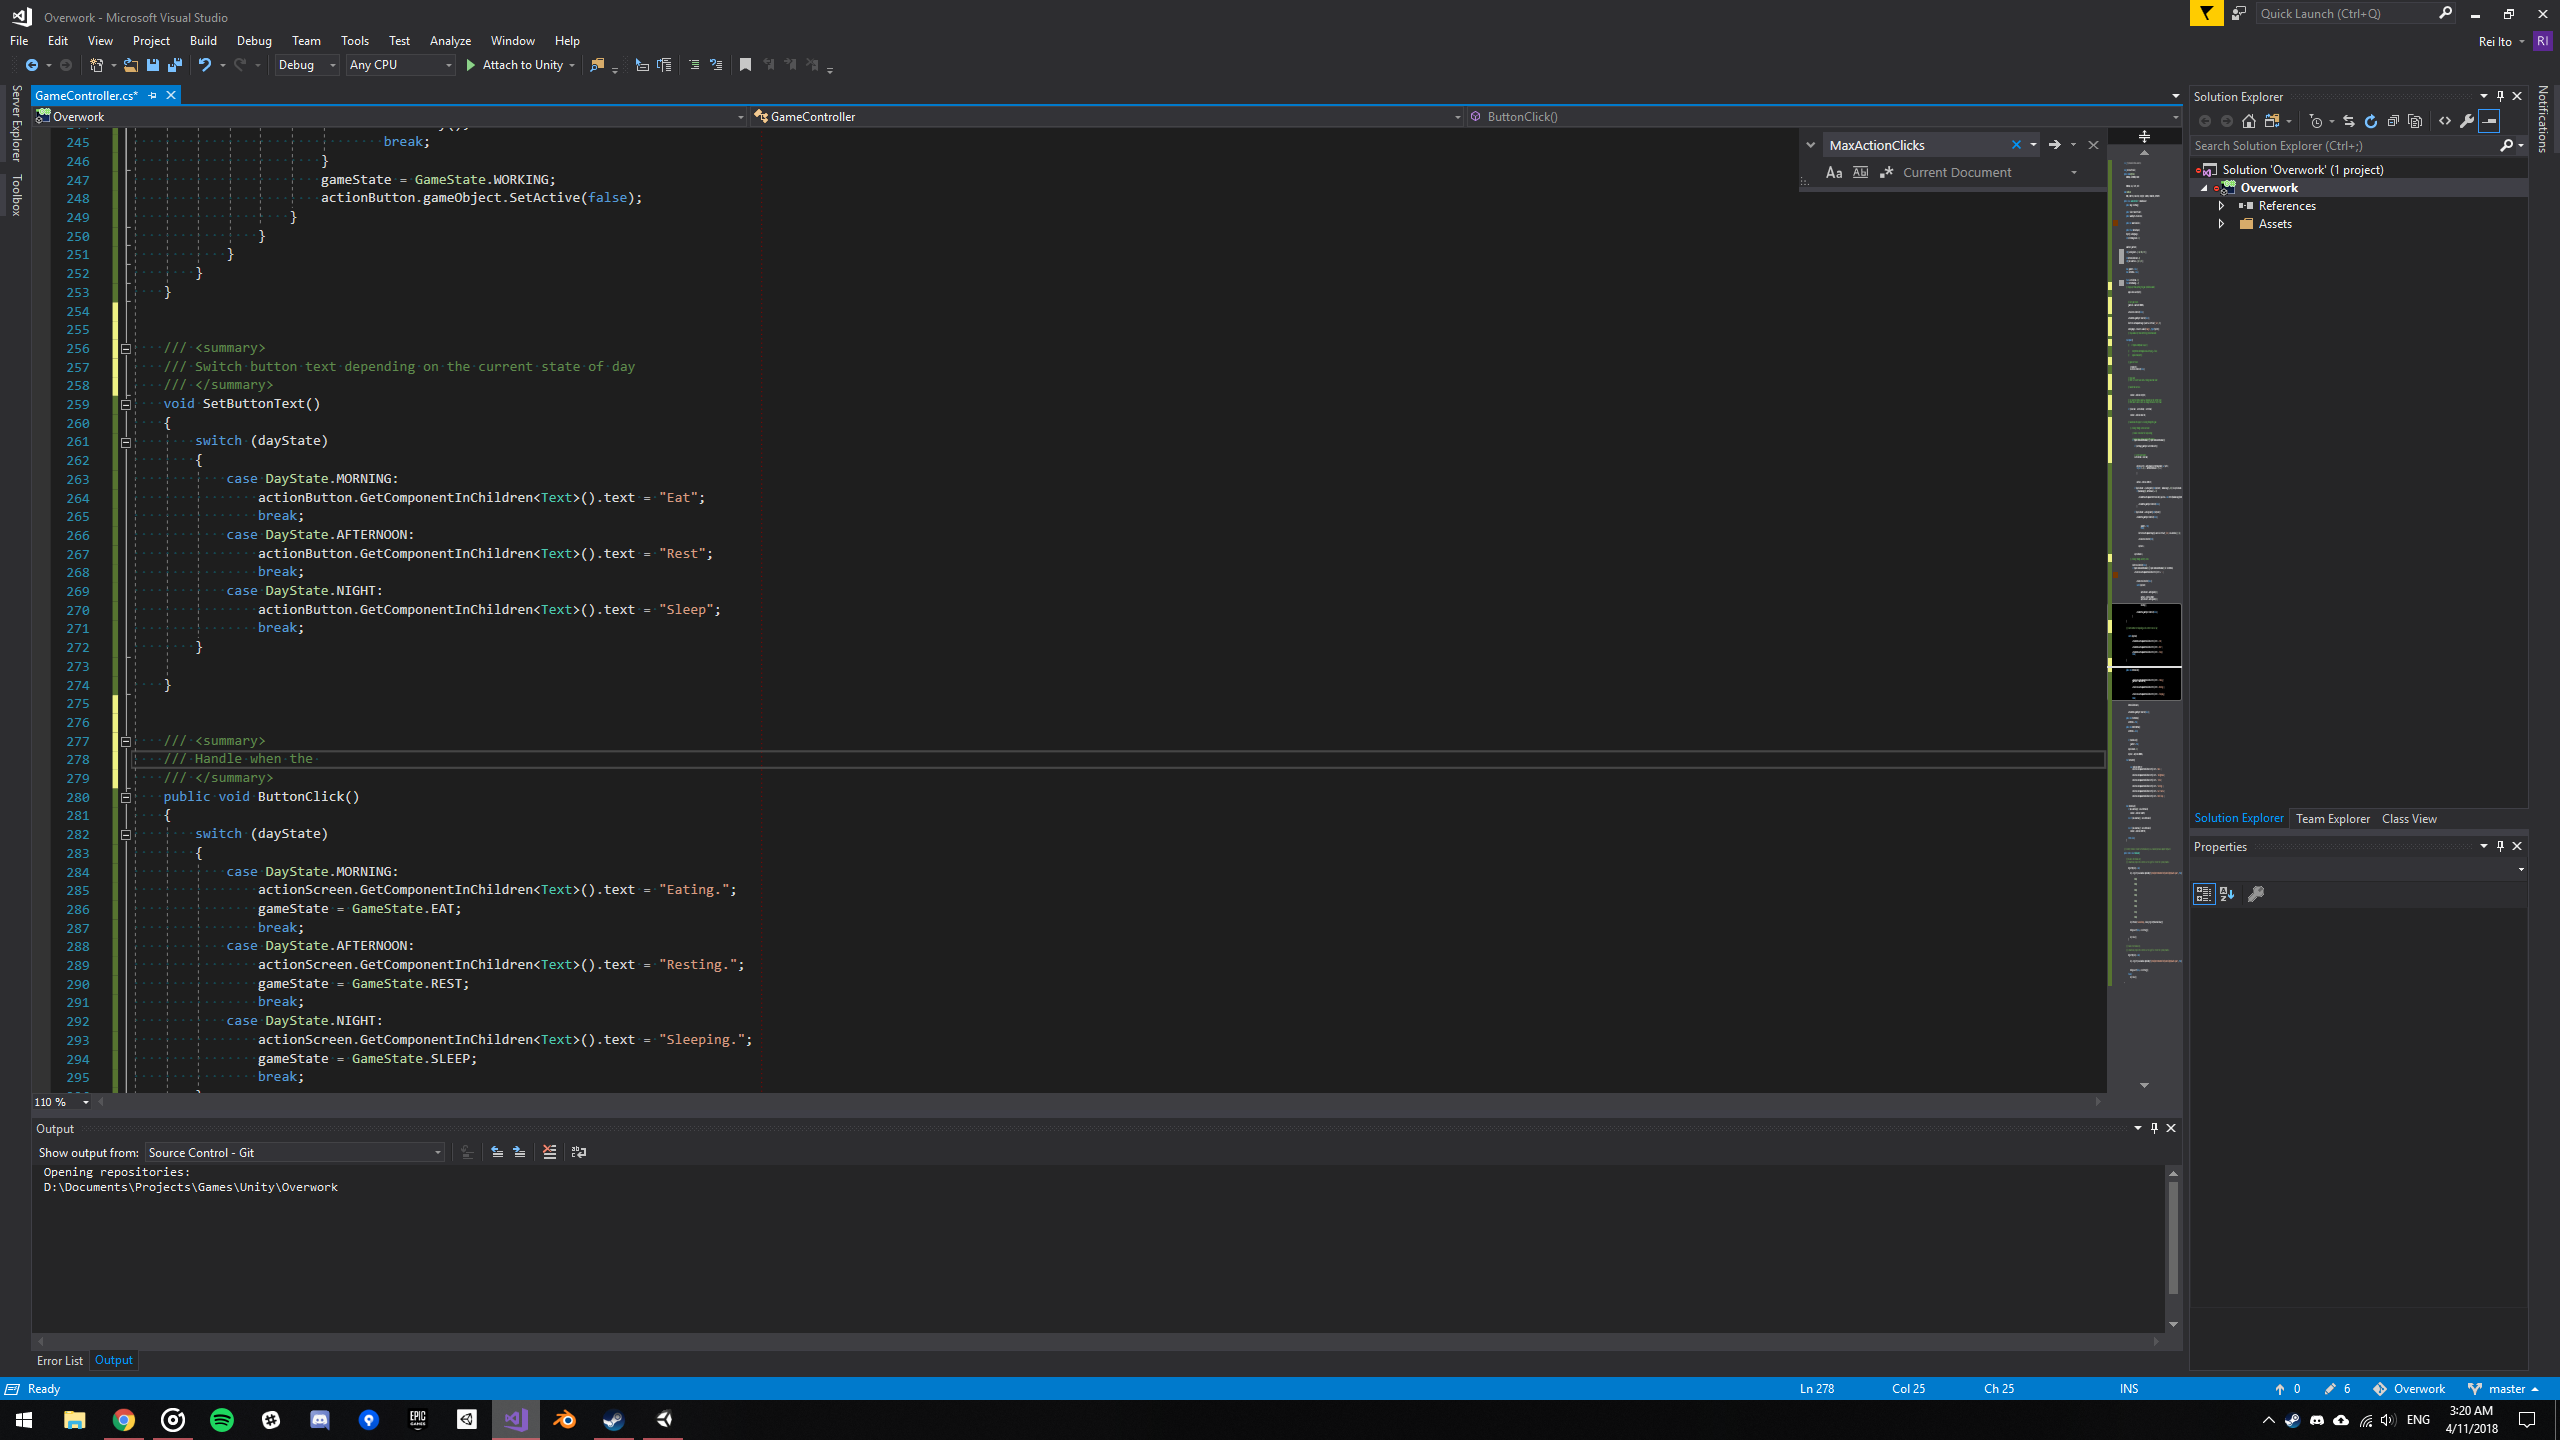 Overwork - Microsoft Visual Studio
Quick Launch (Ctrl+Q)
File Edit View Project Build Debug Team Tools Test Analyze Window Help
Rei Ito RI
Debug Any CPU Attach to Unity
Server Explorer
Toolbox
GameController.cs*
Overwork GameController ButtonClick()
MaxActionClicks
Aa Ab Current Document
245 break;
246 }
247 gameState = GameState.WORKING;
248 actionButton.gameObject.SetActive(false);
249 }
250 }
251 }
252 }
253 }
254
255
256 /// <summary>
257 /// Switch button text depending on the current state of day
258 /// </summary>
259 void SetButtonText()
260 {
261 switch (dayState)
262 {
263 case DayState.MORNING:
264 actionButton.GetComponentInChildren<Text>().text = "Eat";
265 break;
266 case DayState.AFTERNOON:
267 actionButton.GetComponentInChildren<Text>().text = "Rest";
268 break;
269 case DayState.NIGHT:
270 actionButton.GetComponentInChildren<Text>().text = "Sleep";
271 break;
272 }
273
274 }
275
276
277 /// <summary>
278 /// Handle when the
279 /// </summary>
280 public void ButtonClick()
281 {
282 switch (dayState)
283 {
284 case DayState.MORNING:
285 actionScreen.GetComponentInChildren<Text>().text = "Eating.";
286 gameState = GameState.EAT;
287 break;
288 case DayState.AFTERNOON:
289 actionScreen.GetComponentInChildren<Text>().text = "Resting.";
290 gameState = GameState.REST;
291 break;
292 case DayState.NIGHT:
293 actionScreen.GetComponentInChildren<Text>().text = "Sleeping.";
294 gameState = GameState.SLEEP;
295 break;
110 %
Solution Explorer
Search Solution Explorer (Ctrl+;)
Solution 'Overwork' (1 project)
Overwork
References
Assets
Solution Explorer Team Explorer Class View
Properties
Notifications
Output
Show output from: Source Control - Git
Opening repositories:
D:\Documents\Projects\Games\Unity\Overwork
Error List Output
Ready Ln 278 Col 25 Ch 25 INS 0 6 Overwork master
EPIC GAMES
ENG
3:20 AM
4/11/2018